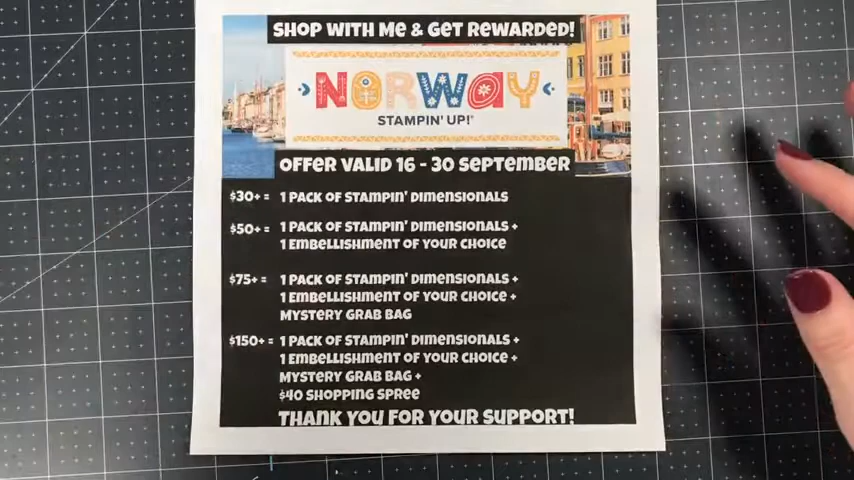 SHOP WITH ME & GET REWARDED!
NORWAY
STAMPIN' UP!®
OFFER VALID 16 - 30 SEPTEMBER
$30+ = 1 PACK OF STAMPIN' DIMENSIONALS
$50+ = 1 PACK OF STAMPIN' DIMENSIONALS +
1 EMBELLISHMENT OF YOUR CHOICE
$75+ = 1 PACK OF STAMPIN' DIMENSIONALS +
1 EMBELLISHMENT OF YOUR CHOICE +
MYSTERY GRAB BAG
$150+ = 1 PACK OF STAMPIN' DIMENSIONALS +
1 EMBELLISHMENT OF YOUR CHOICE +
MYSTERY GRAB BAG +
$40 SHOPPING SPREE
THANK YOU FOR YOUR SUPPORT!